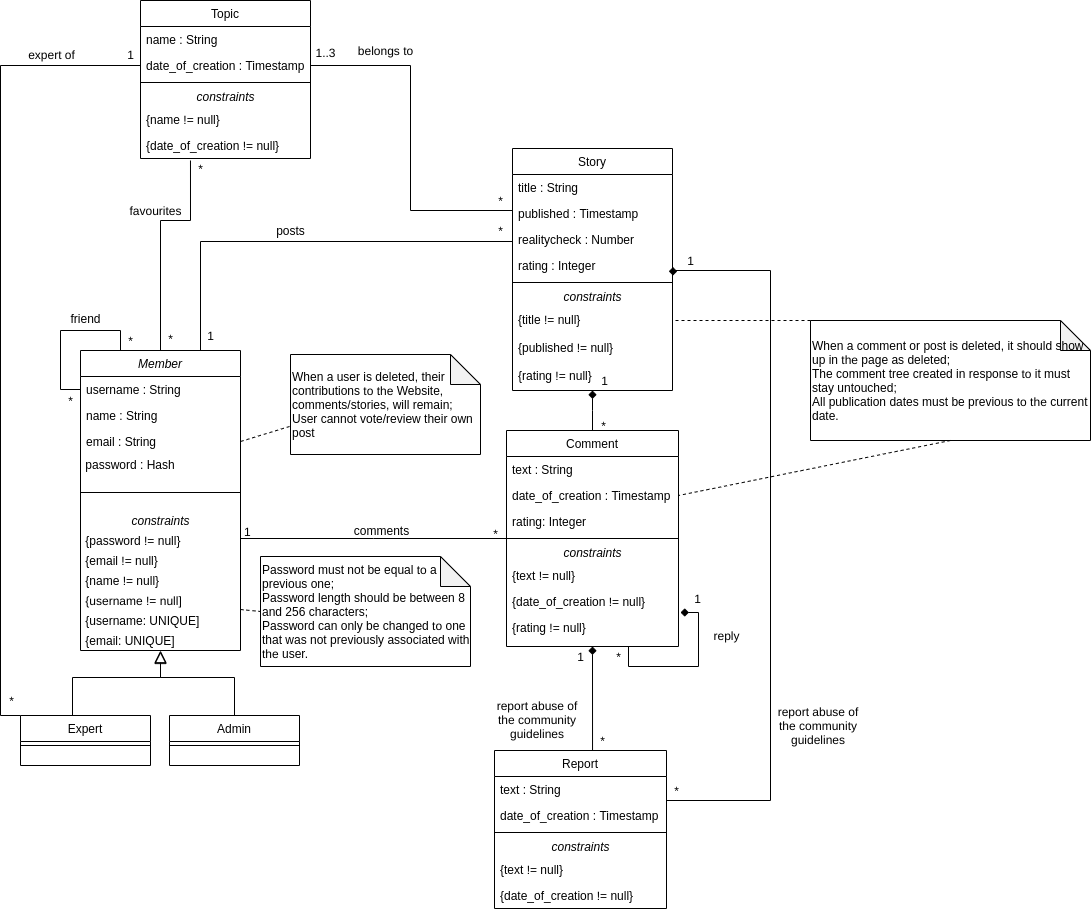 Topic
name : String
date_of_creation : Timestamp
constraints
{name != null}
{date_of_creation != null}
expert of
1
1..3
belongs to
*
favourites
posts
*
*
Story
title : String
published : Timestamp
realitycheck : Number
rating : Integer
constraints
{title != null}
{published != null}
{rating != null}
1
1
friend
*
*
1
*
Member
username : String
name : String
email : String
password : Hash
constraints
{password != null}
{email != null}
{name != null}
{username != null]
{username: UNIQUE]
{email: UNIQUE]
When a user is deleted, their
contributions to the Website,
comments/stories, will remain;
User cannot vote/review their own
post
When a comment or post is deleted, it should show
up in the page as deleted;
The comment tree created in response to it must
stay untouched;
All publication dates must be previous to the current
date.
*
Comment
text : String
date_of_creation : Timestamp
rating: Integer
constraints
{text != null}
{date_of_creation != null}
{rating != null}
1
comments
*
Password must not be equal to a
previous one;
Password length should be between 8
and 256 characters;
Password can only be changed to one
that was not previously associated with
the user.
1
reply
*
1
*
Expert
Admin
report abuse of
the community
guidelines
*
report abuse of
the community
guidelines
*
Report
text : String
date_of_creation : Timestamp
constraints
{text != null}
{date_of_creation != null}